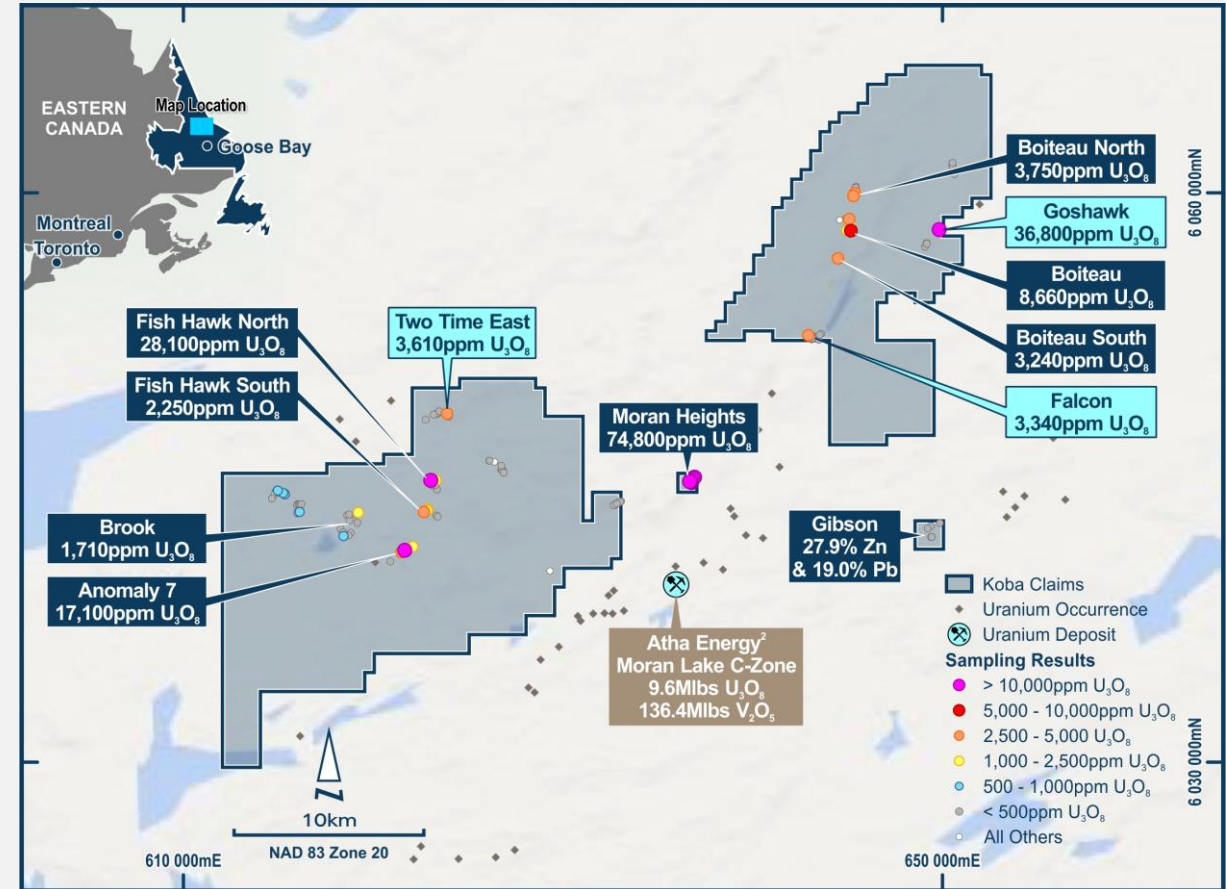 EASTERN
CANADA
Map Location
Goose Bay
Montreal
Toronto
Boiteau North
3,750ppm U₃O₈
Goshawk
36,800ppm U₃O₈
Boiteau
8,660ppm U₃O₈
Boiteau South
3,240ppm U₃O₈
Falcon
3,340ppm U₃O₈
6 060 000mN
Fish Hawk North
28,100ppm U₃O₈
Two Time East
3,610ppm U₃O₈
Fish Hawk South
2,250ppm U₃O₈
Moran Heights
74,800ppm U₃O₈
Brook
1,710ppm U₃O₈
Anomaly 7
17,100ppm U₃O₈
Gibson
27.9% Zn
& 19.0% Pb
Atha Energy²
Moran Lake C-Zone
9.6Mlbs U₃O₈
136.4Mlbs V₂O₅
Koba Claims
Uranium Occurrence
Uranium Deposit
Sampling Results
> 10,000ppm U₃O₈
5,000 - 10,000ppm U₃O₈
2,500 - 5,000 U₃O₈
1,000 - 2,500ppm U₃O₈
500 - 1,000ppm U₃O₈
< 500ppm U₃O₈
All Others
6 030 000mN
N
10km
NAD 83 Zone 20
610 000mE
650 000mE